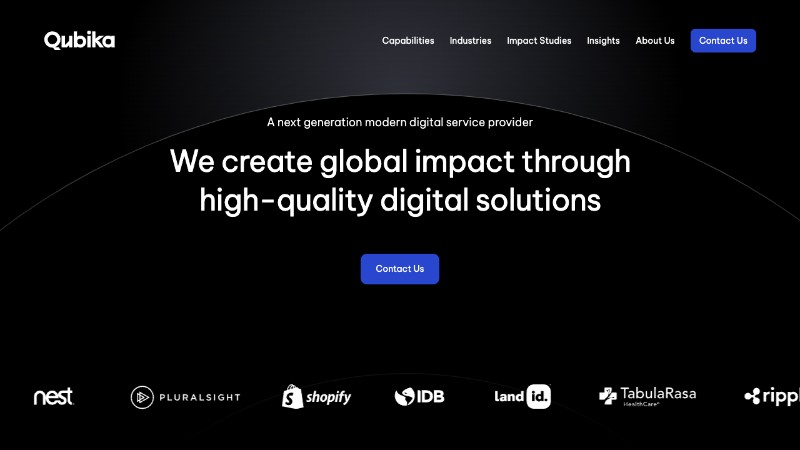 Qubika
Capabilities Industries Impact Studies Insights About Us Contact Us
A next generation modern digital service provider
We create global impact through
high-quality digital solutions
Contact Us
nest PLURALSIGHT shopify IDB land id. TabulaRasa rippl
HealthCare